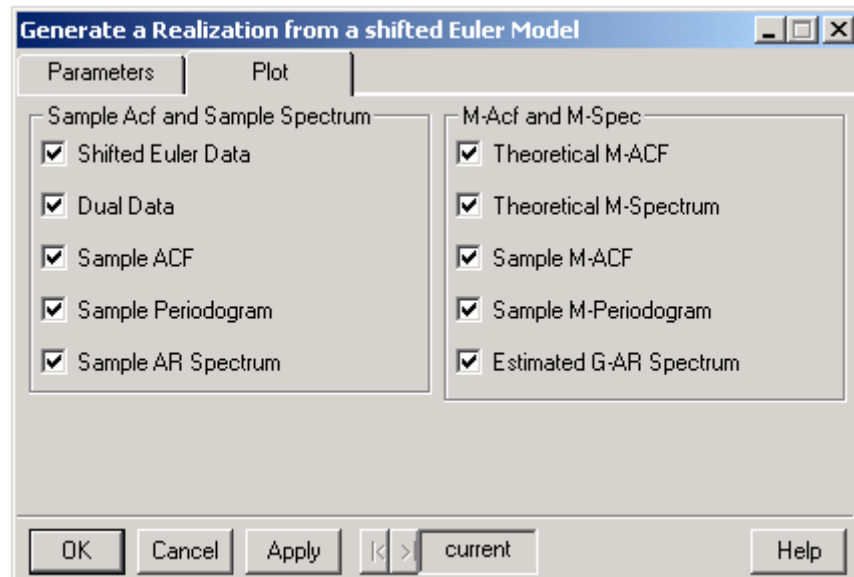 Generate a Realization from a shifted Euler Model
Parameters
Plot
Sample Acf and Sample Spectrum
Shifted Euler Data
Dual Data
Sample ACF
Sample Periodogram
Sample AR Spectrum
M-Acf and M-Spec
Theoretical M-ACF
Theoretical M-Spectrum
Sample M-ACF
Sample M-Periodogram
Estimated G-AR Spectrum
OK Cancel Apply |< >| current Help